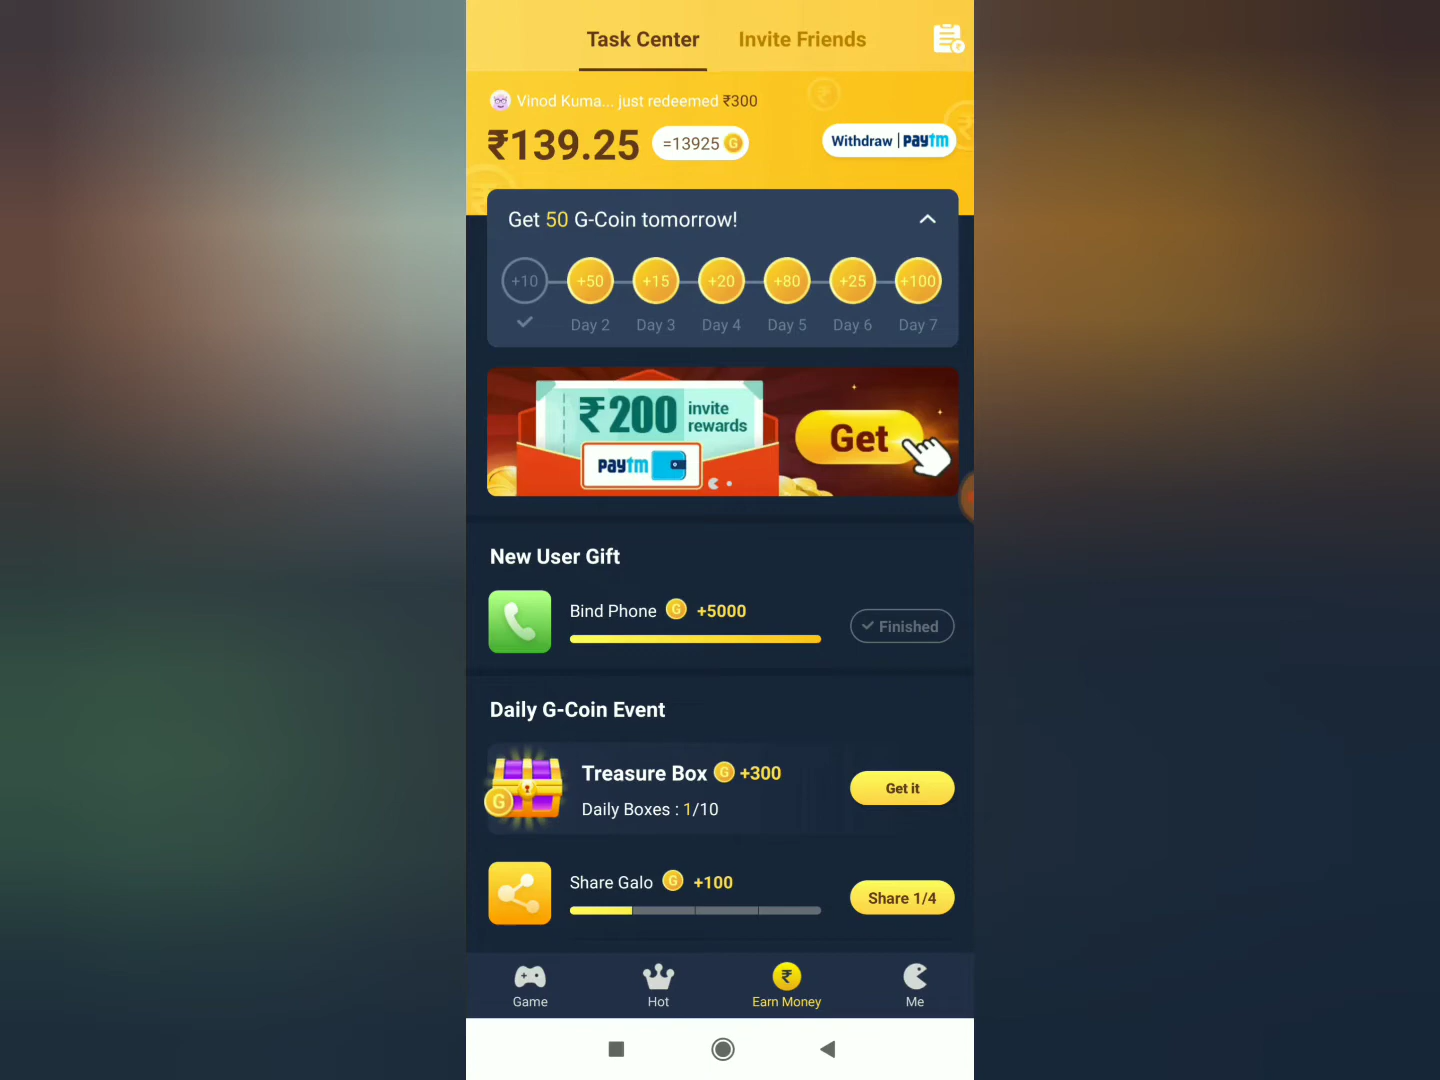 Task Center Invite Friends
Vinod Kuma... just redeemed ₹300
₹139.25 =13925 G Withdraw | paytm
Get 50 G-Coin tomorrow!
+10 +50 +15 +20 +80 +25 +100
Day 2 Day 3 Day 4 Day 5 Day 6 Day 7
₹200 invite rewards
paytm
Get
New User Gift
Bind Phone G +5000
Finished
Daily G-Coin Event
Treasure Box G +300
G
Daily Boxes : 1/10
Get it
Share Galo G +100
Share 1/4
Game Hot Earn Money Me